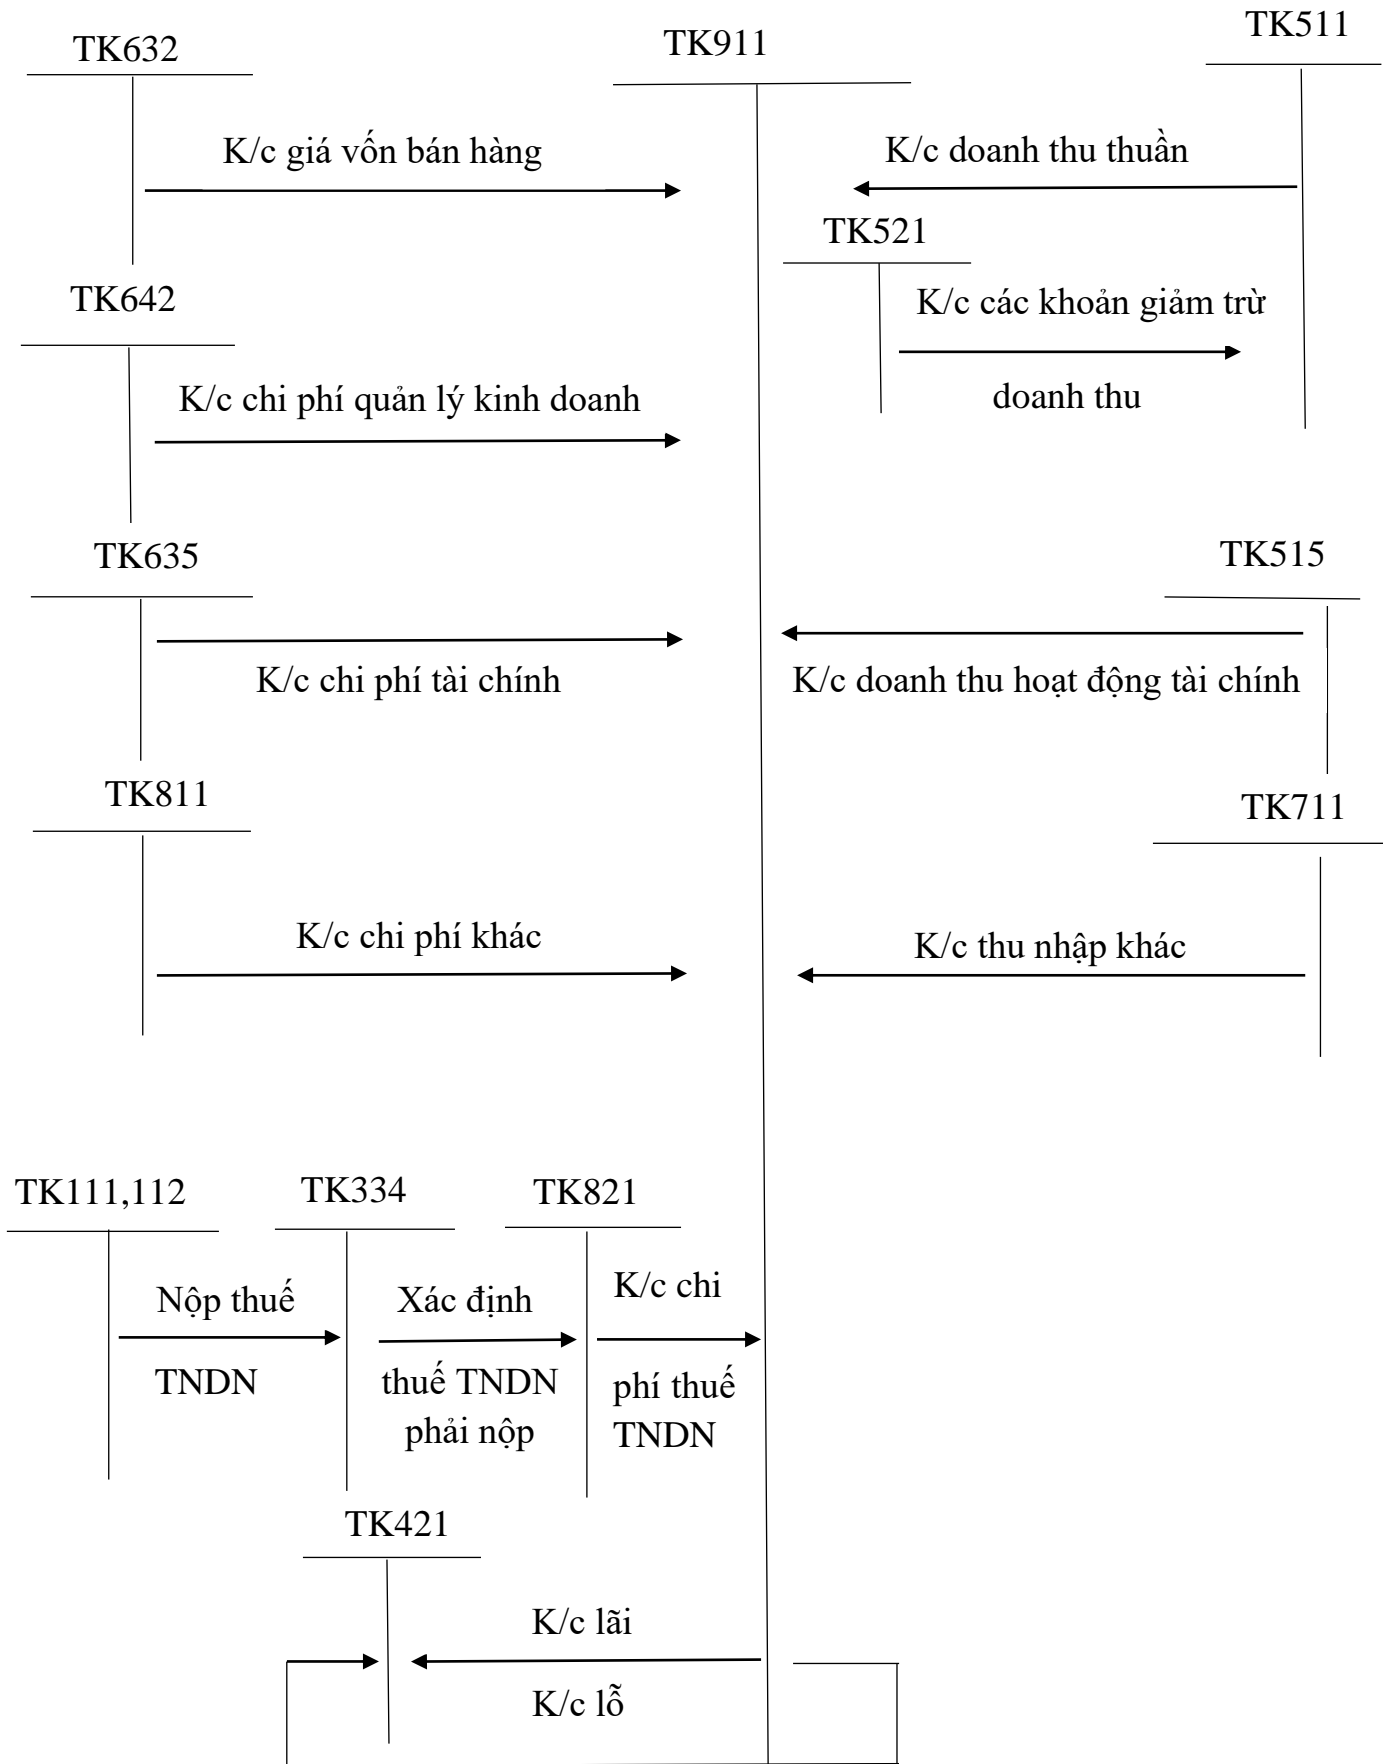 TK632
TK911
TK511
K/c giá vốn bán hàng
K/c doanh thu thuần
TK521
TK642
K/c các khoản giảm trừ
doanh thu
K/c chi phí quản lý kinh doanh
TK635
TK515
K/c chi phí tài chính
K/c doanh thu hoạt động tài chính
TK811
TK711
K/c chi phí khác
K/c thu nhập khác
TK111,112
TK334
TK821
Nộp thuế
TNDN
Xác định
thuế TNDN
phải nộp
K/c chi
phí thuế
TNDN
TK421
K/c lãi
K/c lỗ